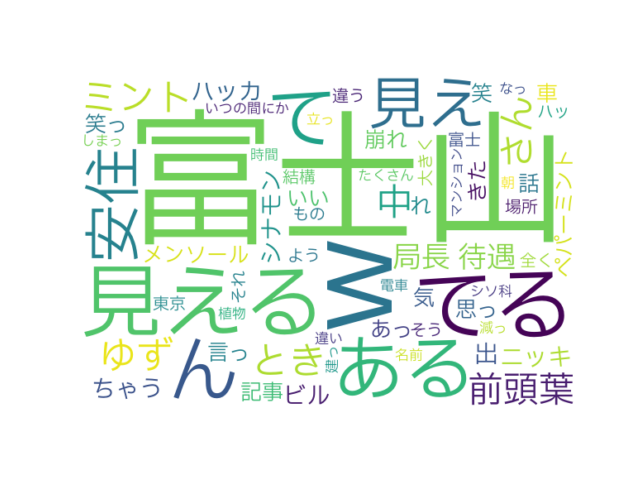 ミント
ハッカ
いつの間にか
違う
笑
なっ
車
笑っ
しまっ
富士山
て
立っ
見え
さん
ハッ
安住
時間
崩れ
大きく
富士
マンション
きた
朝
話
ペパーミント
シナモン
結構
いい
たくさん
もの
中
れ
場所
メンソール
よう
局長
待遇
全く
見える
W
てる
東京
それ
植物
電車
気
シソ科
思っ
減っ
ん
ゆず
言っ
とき
違い
建っ
ある
あっ
そう
名前
出
ニッキ
ちゃう
記事
ビル
前頭葉